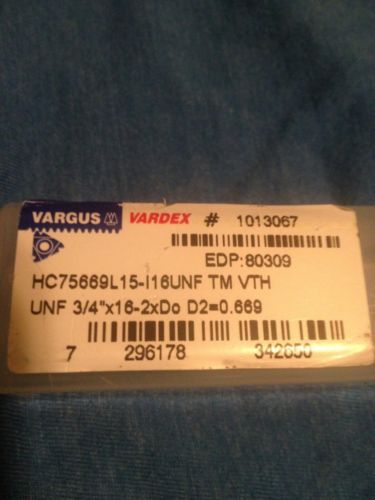 VARGUS VARDEX # 1013067
EDP:80309
HC75669L15-I16UNF TM VTH
UNF 3/4"x16-2xDo D2=0.669
7 296178 342650